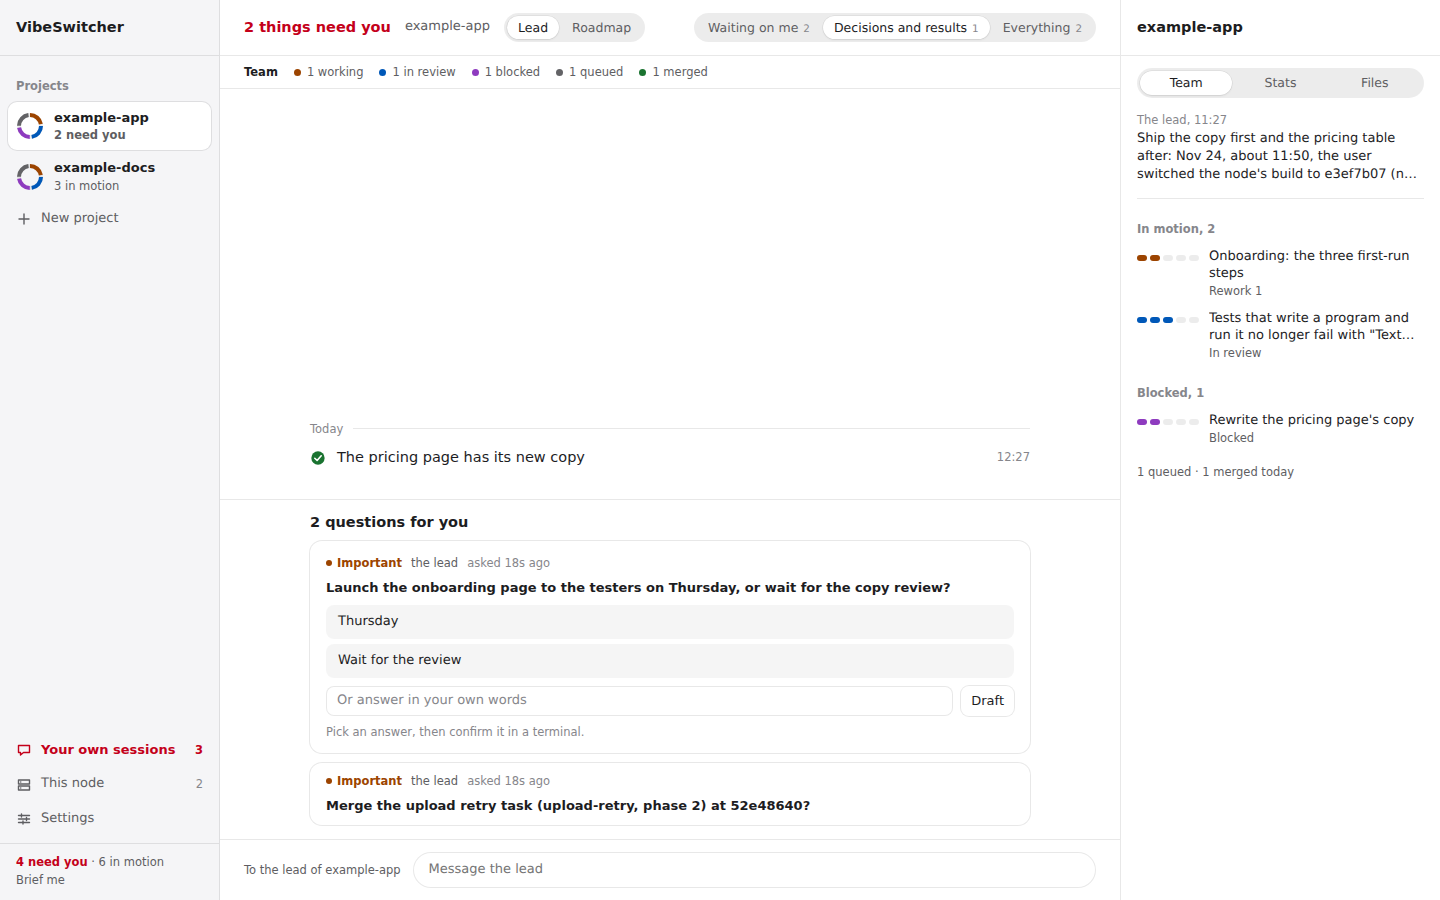 VibeSwitcher
Projects
example-app
2 need you
example-docs
3 in motion
New project
Your own sessions 3
This node 2
Settings
4 need you · 6 in motion
Brief me
2 things need you example-app Lead Roadmap Waiting on me 2 Decisions and results 1 Everything 2
Team 1 working 1 in review 1 blocked 1 queued 1 merged
Today
The pricing page has its new copy 12:27
2 questions for you
Important the lead asked 18s ago
Launch the onboarding page to the testers on Thursday, or wait for the copy review?
Thursday
Wait for the review
Or answer in your own words Draft
Pick an answer, then confirm it in a terminal.
Important the lead asked 18s ago
Merge the upload retry task (upload-retry, phase 2) at 52e48640?
To the lead of example-app Message the lead
example-app
Team Stats Files
The lead, 11:27
Ship the copy first and the pricing table
after: Nov 24, about 11:50, the user
switched the node's build to e3ef7b07 (n…
In motion, 2
Onboarding: the three first-run
steps
Rework 1
Tests that write a program and
run it no longer fail with "Text…
In review
Blocked, 1
Rewrite the pricing page's copy
Blocked
1 queued · 1 merged today